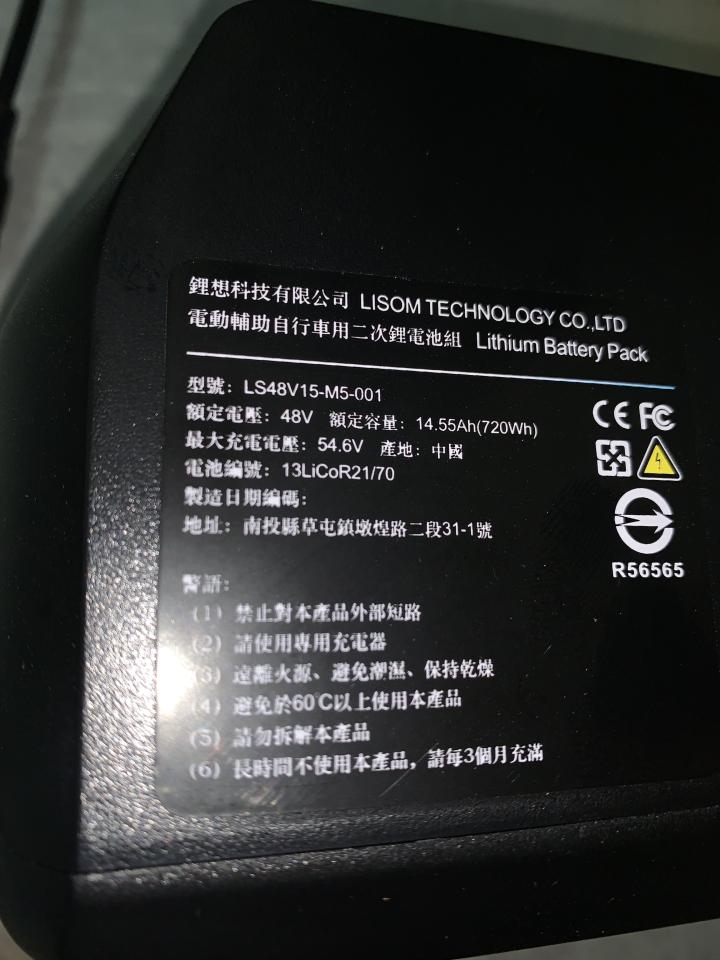 鋰想科技有限公司 LISOM TECHNOLOGY CO.,LTD
電動輔助自行車用二次鋰電池組 Lithium Battery Pack
型號：LS48V15-M5-001
額定電壓：48V 額定容量：14.55Ah(720Wh)
最大充電電壓：54.6V 產地：中國
電池編號：13LiCoR21/70
製造日期編碼：
地址：南投縣草屯鎮墩煌路二段31-1號
CE FC
R56565
警語：
(1) 禁止對本產品外部短路
(2) 請使用專用充電器
(3) 遠離火源、避免潮濕、保持乾燥
(4) 避免於60°C以上使用本產品
(5) 請勿拆解本產品
(6) 長時間不使用本產品，請每3個月充滿